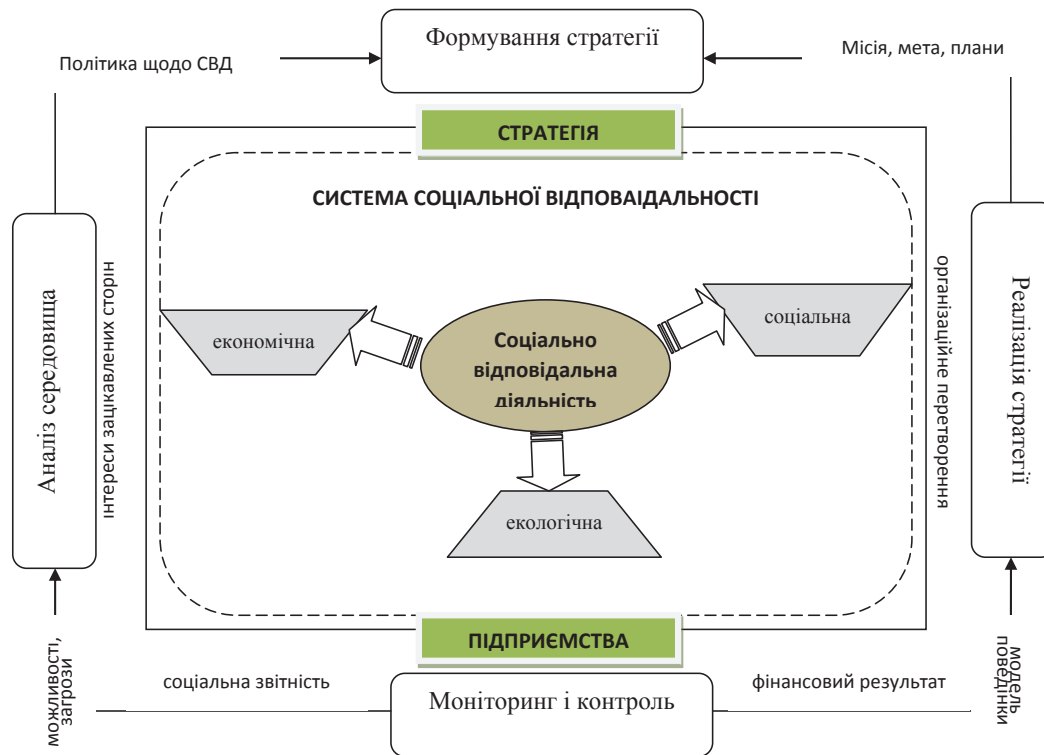 Формування стратегії
Політика щодо СВД
Місія, мета, плани
СТРАТЕГІЯ
СИСТЕМА СОЦІАЛЬНОЇ ВІДПОВАІДАЛЬНОСТІ
Аналіз середовища
інтереси зацікавлених сторін
економічна
Соціально
відповідальна
діяльність
соціальна
екологічна
організаційне перетворення
Реалізація стратегії
ПІДПРИЄМСТВА
можливості,
загрози
соціальна звітність
Моніторинг і контроль
фінансовий результат
модель
поведінки